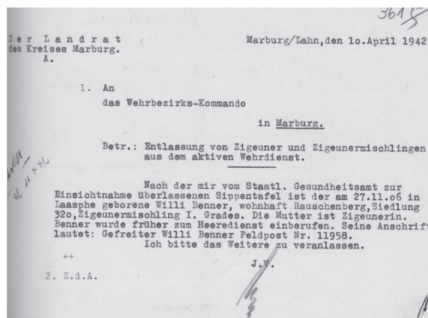 3615
Der Landrat
des Kreises Marburg.
A.
Marburg/Lahn, den 10.April 1942
1. An
das Wehrbezirks-Kommando
in Marburg.
Betr.: Entlassung von Zigeuner und Zigeunermischlingen
aus dem aktiven Wehrdienst.
Nach der mir vom Staatl. Gesundheitsamt zur
Einsichtnahme überlassenen Sippentafel ist der am 27.11.06 in
Laasphe geborene Willi Benner, wohnhaft Rauschenberg,Siedlung
320,Zigeunermischling I. Grades. Die Mutter ist Zigeunerin.
Benner wurde früher zum Heeredienst einberufen. Seine Anschrift
lautet: Gefreiter Willi Benner Feldpost Nr. 11958.
Ich bitte das Weitere zu veranlassen.
++
J.V.
2. Z.d.A.